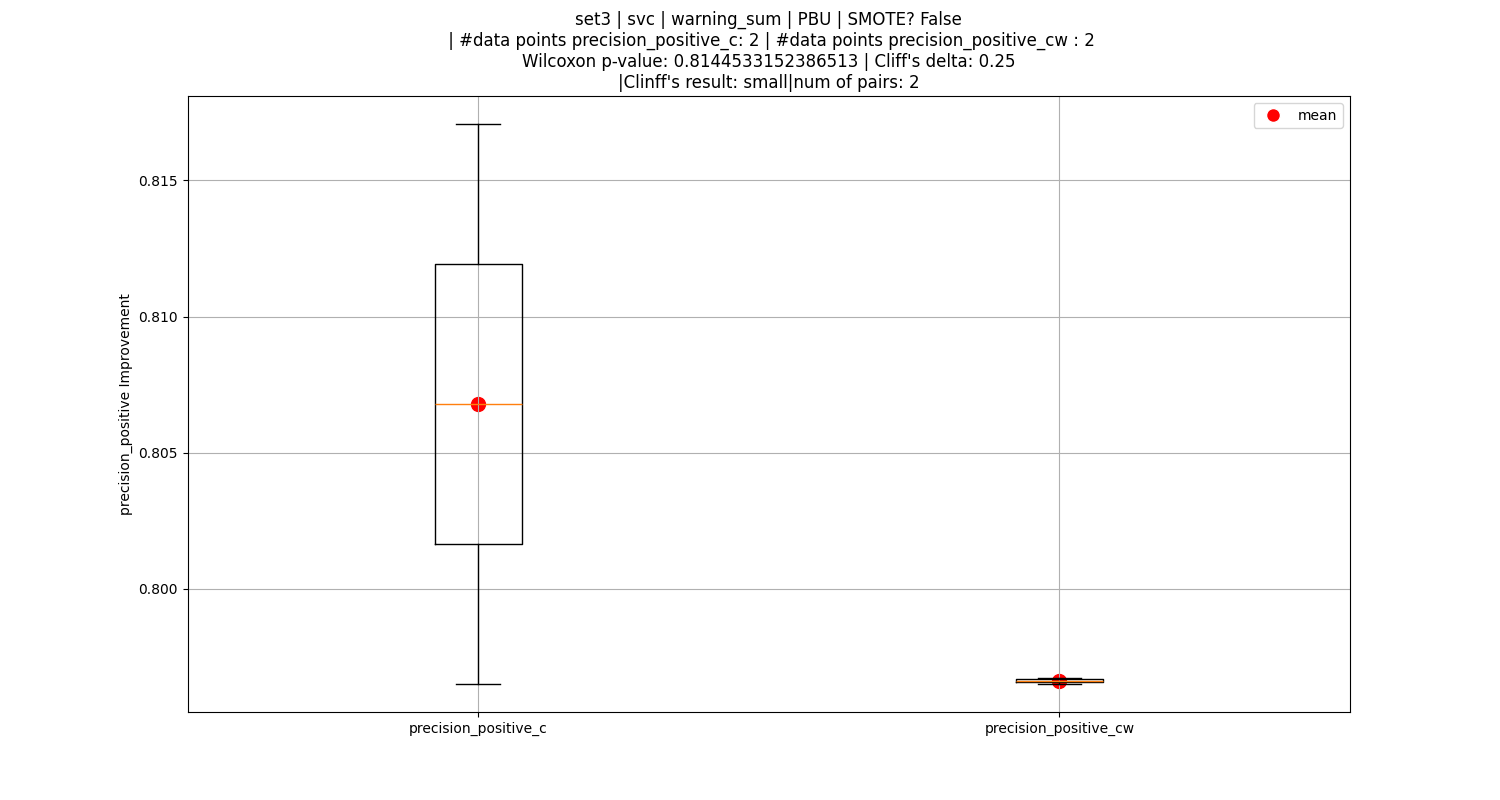 set3 | svc | warning_sum | PBU | SMOTE? False
| #data points precision_positive_c: 2 | #data points precision_positive_cw : 2
Wilcoxon p-value: 0.8144533152386513 | Cliff's delta: 0.25
|Clinff's result: small|num of pairs: 2
mean
0.815
0.810
0.805
0.800
precision_positive Improvement
precision_positive_c
precision_positive_cw